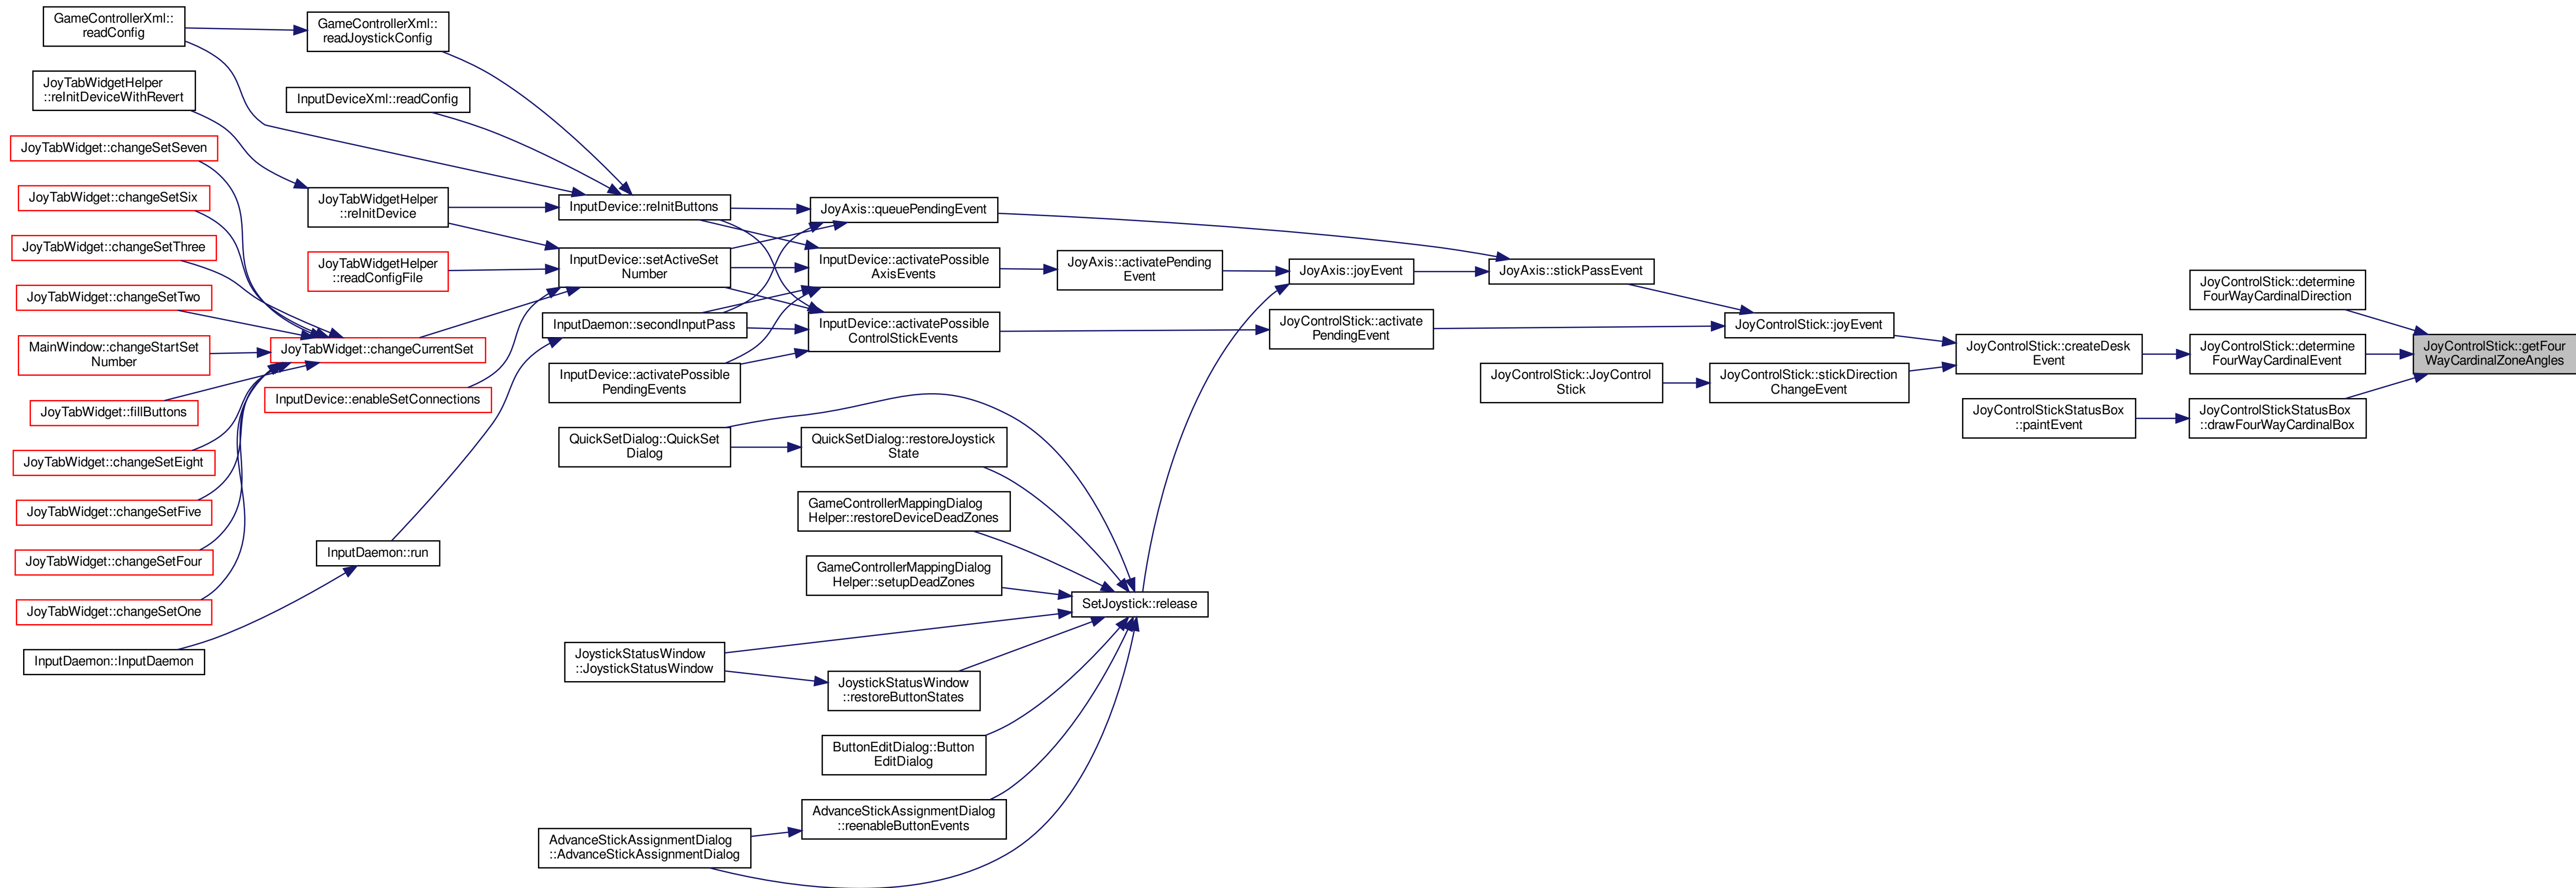 GameControllerXml::
readConfig
JoyTabWidgetHelper
::reInitDeviceWithRevert
JoyTabWidget::changeSetSeven
JoyTabWidget::changeSetSix
JoyTabWidget::changeSetThree
JoyTabWidget::changeSetTwo
MainWindow::changeStartSet
Number
JoyTabWidget::fillButtons
JoyTabWidget::changeSetEight
JoyTabWidget::changeSetFive
JoyTabWidget::changeSetFour
JoyTabWidget::changeSetOne
InputDaemon::InputDaemon
GameControllerXml::
readJoystickConfig
InputDeviceXml::readConfig
JoyTabWidgetHelper
::reInitDevice
JoyTabWidgetHelper
::readConfigFile
JoyTabWidget::changeCurrentSet
InputDevice::enableSetConnections
InputDaemon::run
InputDevice::reInitButtons
InputDevice::setActiveSet
Number
InputDaemon::secondInputPass
InputDevice::activatePossible
PendingEvents
QuickSetDialog::QuickSet
Dialog
JoystickStatusWindow
::JoystickStatusWindow
AdvanceStickAssignmentDialog
::AdvanceStickAssignmentDialog
JoyAxis::queuePendingEvent
InputDevice::activatePossible
AxisEvents
InputDevice::activatePossible
ControlStickEvents
QuickSetDialog::restoreJoystick
State
GameControllerMappingDialog
Helper::restoreDeviceDeadZones
GameControllerMappingDialog
Helper::setupDeadZones
JoystickStatusWindow
::restoreButtonStates
ButtonEditDialog::Button
EditDialog
AdvanceStickAssignmentDialog
::reenableButtonEvents
JoyAxis::activatePending
Event
SetJoystick::release
JoyAxis::joyEvent
JoyControlStick::activate
PendingEvent
JoyAxis::stickPassEvent
JoyControlStick::JoyControl
Stick
JoyControlStick::joyEvent
JoyControlStick::stickDirection
ChangeEvent
JoyControlStick::createDesk
Event
JoyControlStickStatusBox
::paintEvent
JoyControlStick::determine
FourWayCardinalDirection
JoyControlStick::determine
FourWayCardinalEvent
JoyControlStickStatusBox
::drawFourWayCardinalBox
JoyControlStick::getFour
WayCardinalZoneAngles